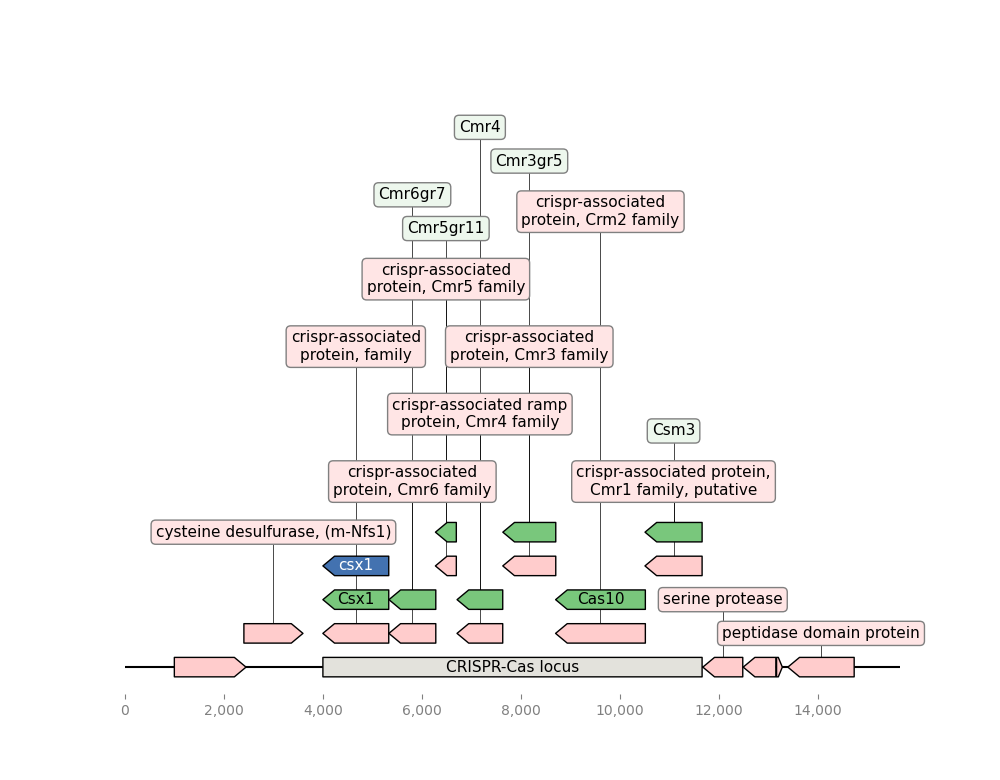 Cmr4
Cmr3gr5
Cmr6gr7
crispr-associated
protein, Crm2 family
Cmr5gr11
crispr-associated
protein, Cmr5 family
crispr-associated
protein, family
crispr-associated
protein, Cmr3 family
crispr-associated ramp
protein, Cmr4 family
Csm3
crispr-associated
protein, Cmr6 family
crispr-associated protein,
Cmr1 family, putative
cysteine desulfurase, (m-Nfs1)
csx1
Csx1
Cas10
serine protease
peptidase domain protein
CRISPR-Cas locus
0 2,000 4,000 6,000 8,000 10,000 12,000 14,000